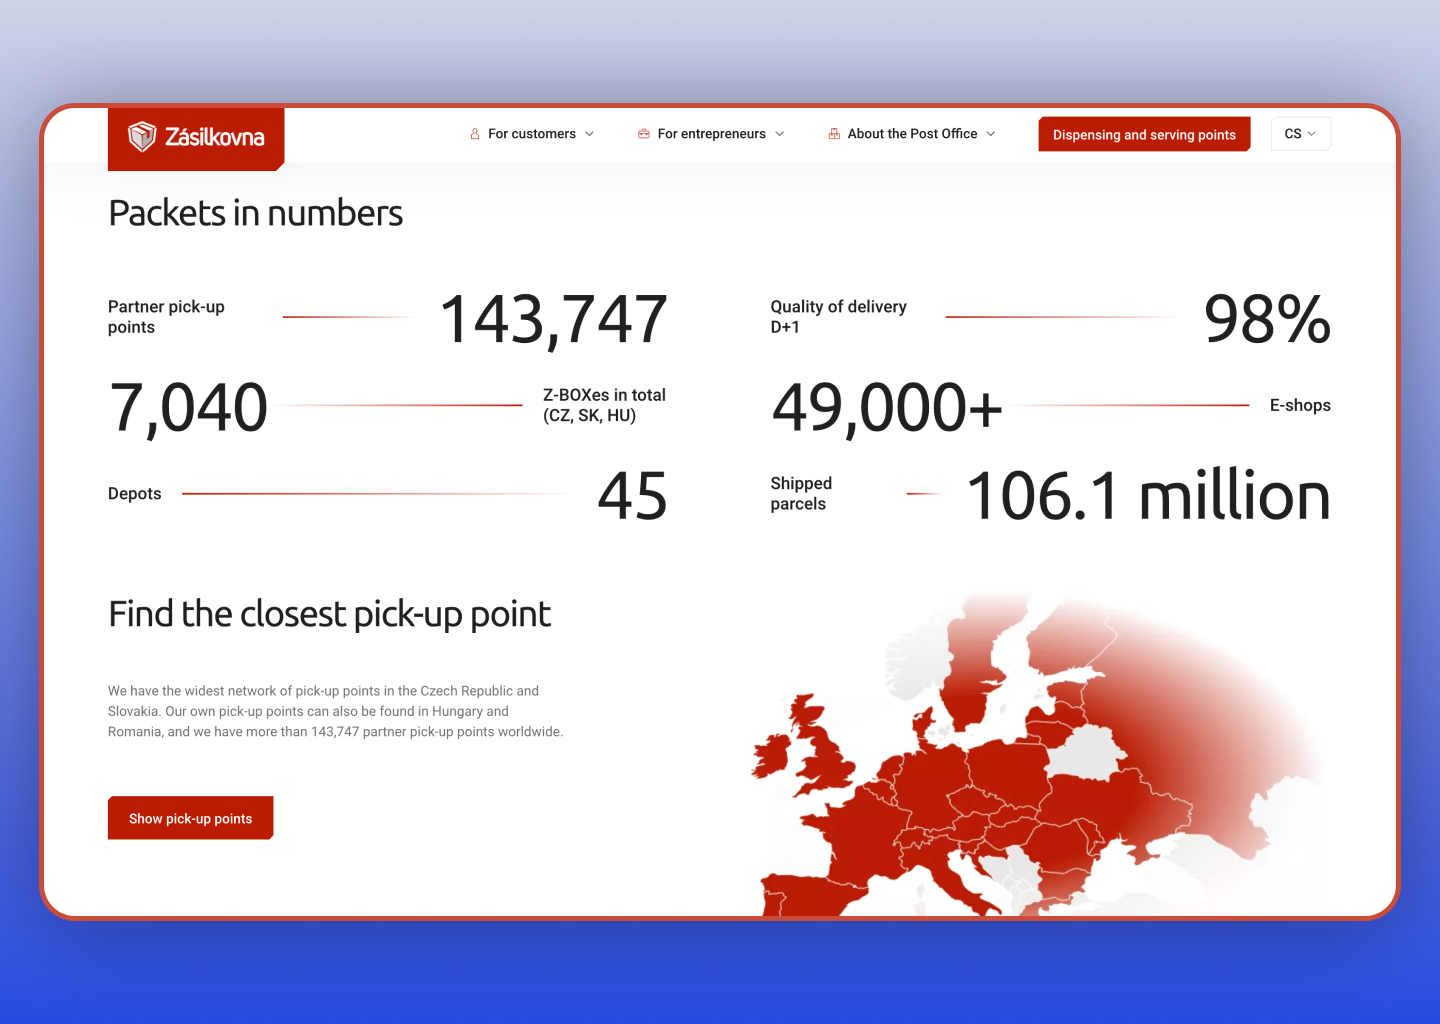 Zásilkovna
For customers
For entrepreneurs
About the Post Office
Dispensing and serving points
CS
Packets in numbers
Partner pick-up
points
143,747
Quality of delivery
D+1
98%
7,040
Z-BOXes in total
(CZ, SK, HU)
49,000+
E-shops
Depots
45
Shipped
parcels
106.1 million
Find the closest pick-up point
We have the widest network of pick-up points in the Czech Republic and
Slovakia. Our own pick-up points can also be found in Hungary and
Romania, and we have more than 143,747 partner pick-up points worldwide.
Show pick-up points